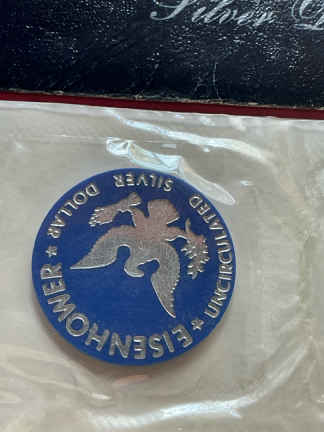 Silver
EISENHOWER
★ UNCIRCULATED SILVER DOLLAR ★